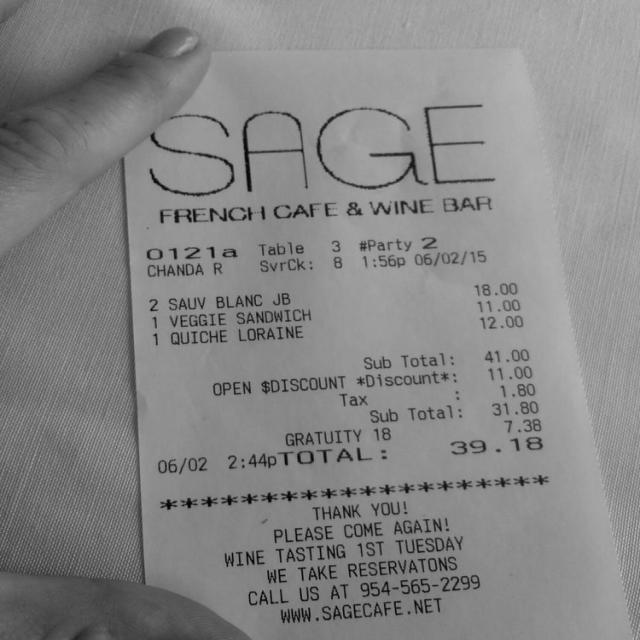 SAGE
FRENCH CAFE & WINE BAR
0121a Table 3 #Party 2
CHANDA R SvrCk: 8 1:56p 06/02/15
2 SAUV BLANC JB 18.00
1 VEGGIE SANDWICH 11.00
1 QUICHE LORAINE 12.00
Sub Total: 41.00
OPEN $DISCOUNT *Discount*: 11.00
Tax : 1.80
Sub Total: 31.80
GRATUITY 18 7.38
06/02 2:44pTOTAL: 39.18
*********************
THANK YOU!
PLEASE COME AGAIN!
WINE TASTING 1ST TUESDAY
WE TAKE RESERVATONS
CALL US AT 954-565-2299
WWW.SAGECAFE.NET